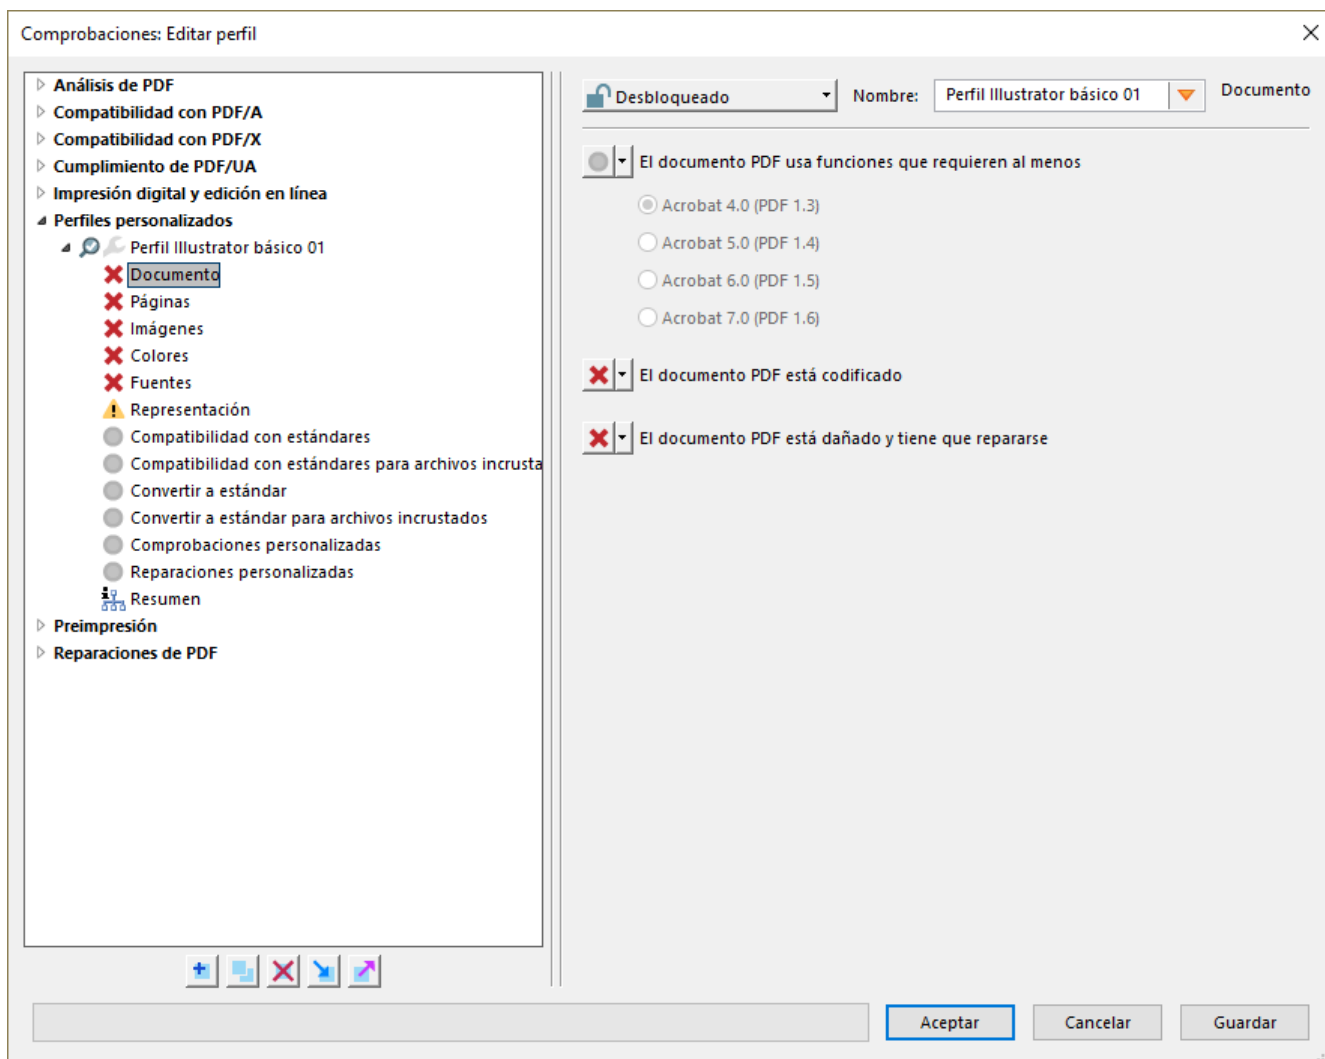 Comprobaciones: Editar perfil
Análisis de PDF
Compatibilidad con PDF/A
Compatibilidad con PDF/X
Cumplimiento de PDF/UA
Impresión digital y edición en línea
Perfiles personalizados
Perfil Illustrator básico 01
Documento
Páginas
Imágenes
Colores
Fuentes
Representación
Compatibilidad con estándares
Compatibilidad con estándares para archivos incrusta
Convertir a estándar
Convertir a estándar para archivos incrustados
Comprobaciones personalizadas
Reparaciones personalizadas
Resumen
Preimpresión
Reparaciones de PDF
Desbloqueado Nombre: Perfil Illustrator básico 01 Documento
El documento PDF usa funciones que requieren al menos
Acrobat 4.0 (PDF 1.3)
Acrobat 5.0 (PDF 1.4)
Acrobat 6.0 (PDF 1.5)
Acrobat 7.0 (PDF 1.6)
El documento PDF está codificado
El documento PDF está dañado y tiene que repararse
Aceptar Cancelar Guardar